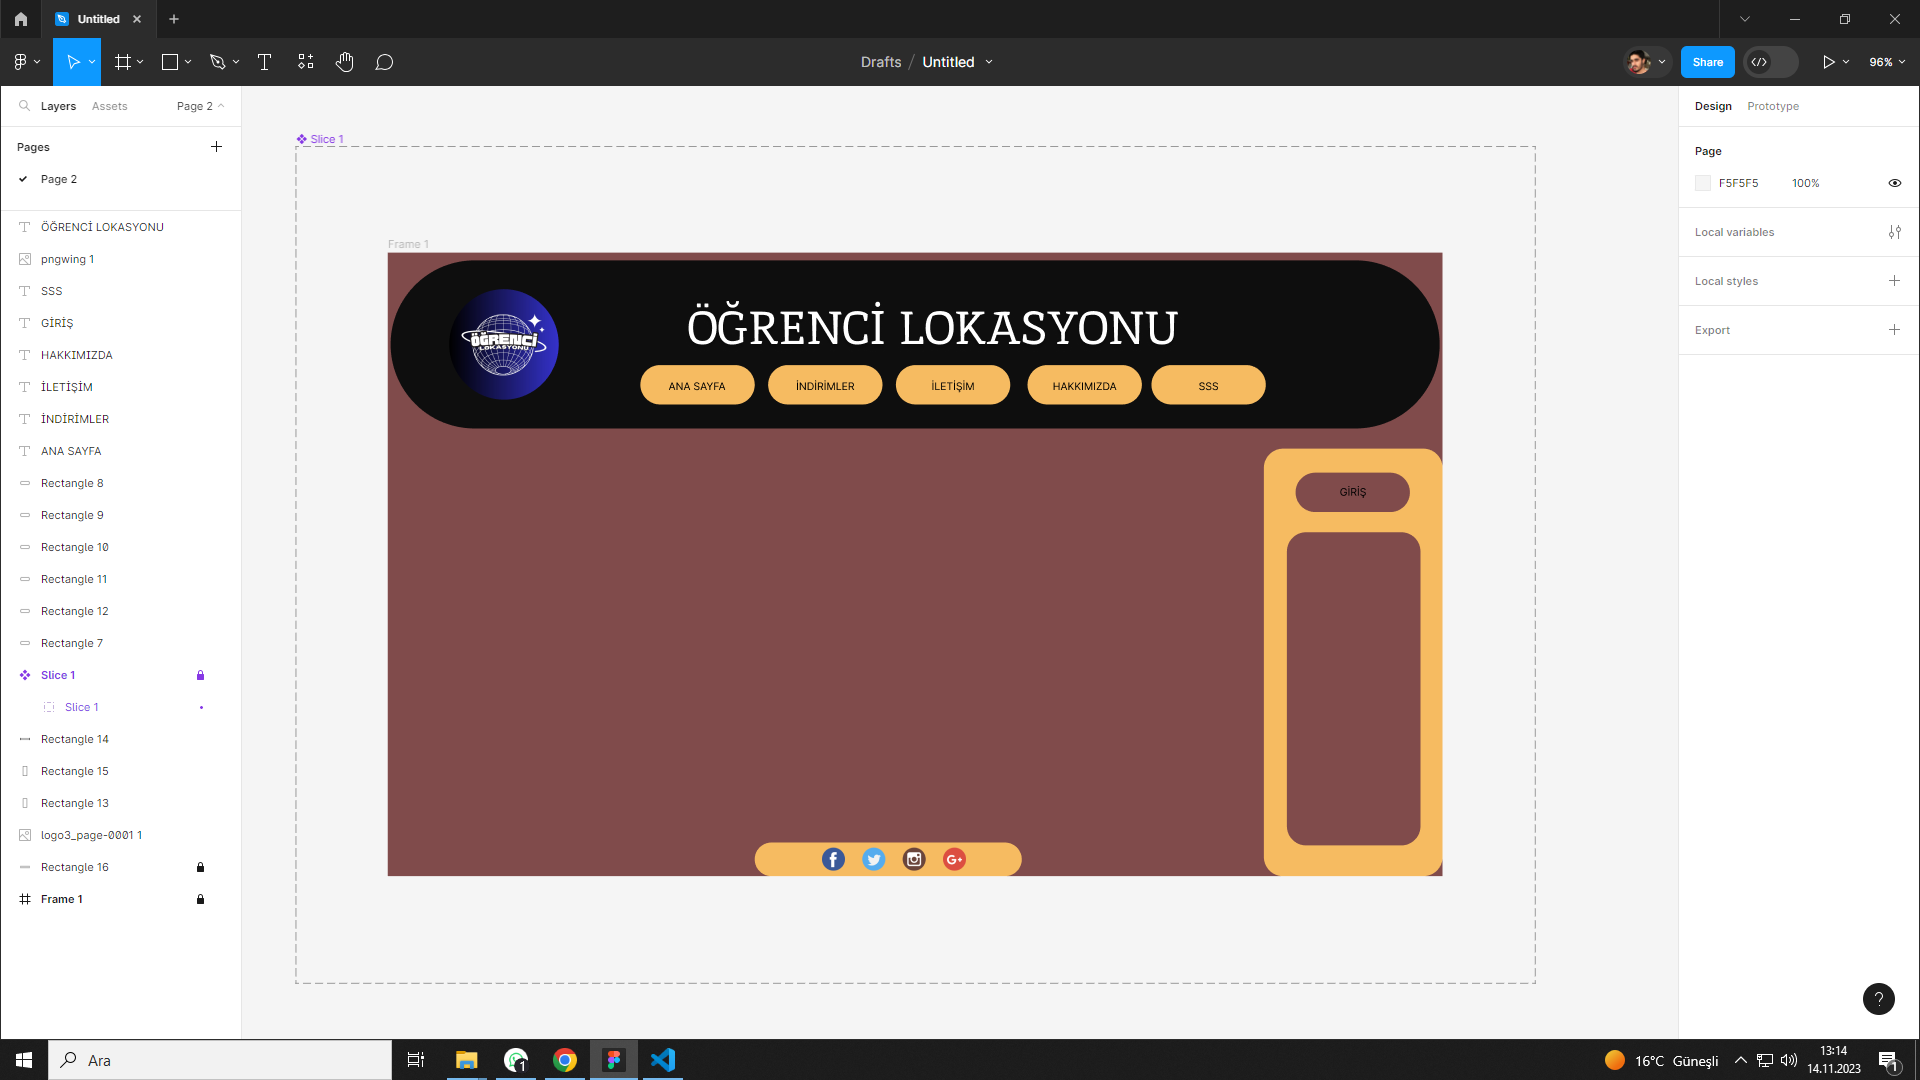 Untitled
Drafts / Untitled
Share
96%
Layers Assets Page 2
Pages
Page 2
ÖĞRENCİ LOKASYONU
pngwing 1
SSS
GİRİŞ
HAKKIMIZDA
İLETİŞİM
İNDİRİMLER
ANA SAYFA
Rectangle 8
Rectangle 9
Rectangle 10
Rectangle 11
Rectangle 12
Rectangle 7
Slice 1
Slice 1
Rectangle 14
Rectangle 15
Rectangle 13
logo3_page-0001 1
Rectangle 16
Frame 1
Slice 1
Frame 1
ÖĞRENCİ
LOKASYONU
ÖĞRENCİ LOKASYONU
ANA SAYFA İNDİRİMLER İLETİŞİM HAKKIMIZDA SSS
GİRİŞ
f G+
Design Prototype
Page
F5F5F5 100%
Local variables
Local styles
Export
?
Ara
1
16°C Güneşli
13:14
14.11.2023
1